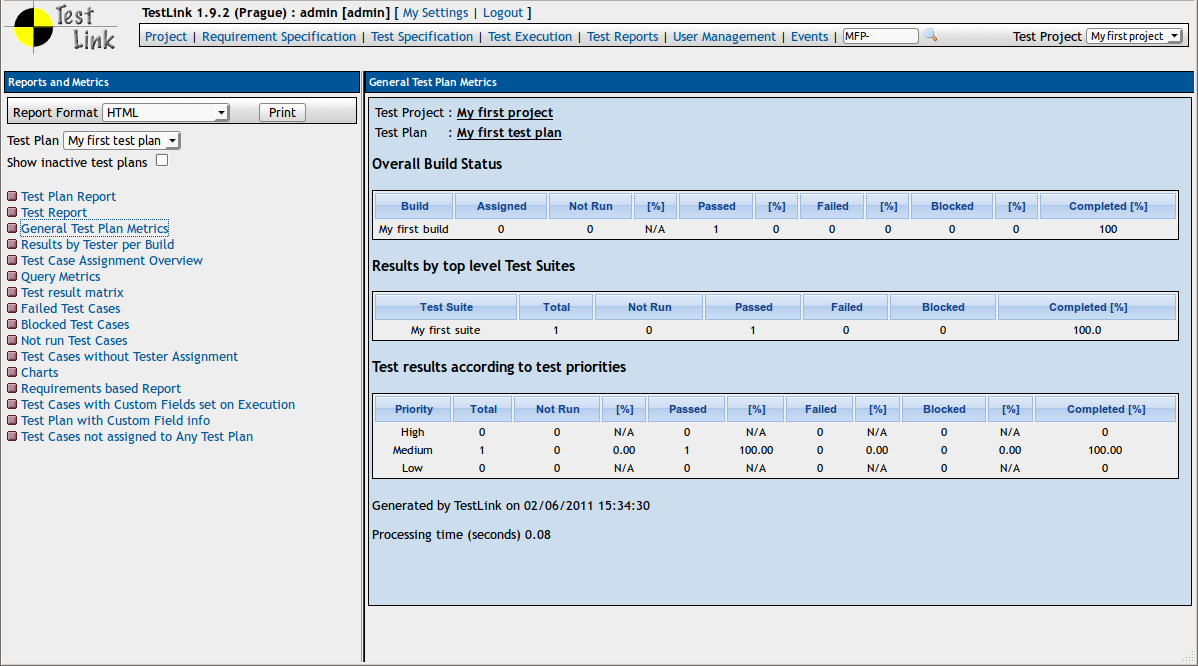 Test Link
TestLink 1.9.2 (Prague) : admin [admin] [ My Settings | Logout ]
Project | Requirement Specification | Test Specification | Test Execution | Test Reports | User Management | Events | MFP- Test Project My first project
Reports and Metrics
Report Format HTML Print
Test Plan My first test plan
Show inactive test plans
Test Plan Report
Test Report
General Test Plan Metrics
Results by Tester per Build
Test Case Assignment Overview
Query Metrics
Test result matrix
Failed Test Cases
Blocked Test Cases
Not run Test Cases
Test Cases without Tester Assignment
Charts
Requirements based Report
Test Cases with Custom Fields set on Execution
Test Plan with Custom Field info
Test Cases not assigned to Any Test Plan
General Test Plan Metrics
Test Project : My first project
Test Plan : My first test plan
Overall Build Status
Build Assigned Not Run [%] Passed [%] Failed [%] Blocked [%] Completed [%]
My first build 0 0 N/A 1 0 0 0 0 0 100
Results by top level Test Suites
Test Suite Total Not Run Passed Failed Blocked Completed [%]
My first suite 1 0 1 0 0 100.0
Test results according to test priorities
Priority Total Not Run [%] Passed [%] Failed [%] Blocked [%] Completed [%]
High 0 0 N/A 0 N/A 0 N/A 0 N/A 0
Medium 1 0 0.00 1 100.00 0 0.00 0 0.00 100.00
Low 0 0 N/A 0 N/A 0 N/A 0 N/A 0
Generated by TestLink on 02/06/2011 15:34:30
Processing time (seconds) 0.08